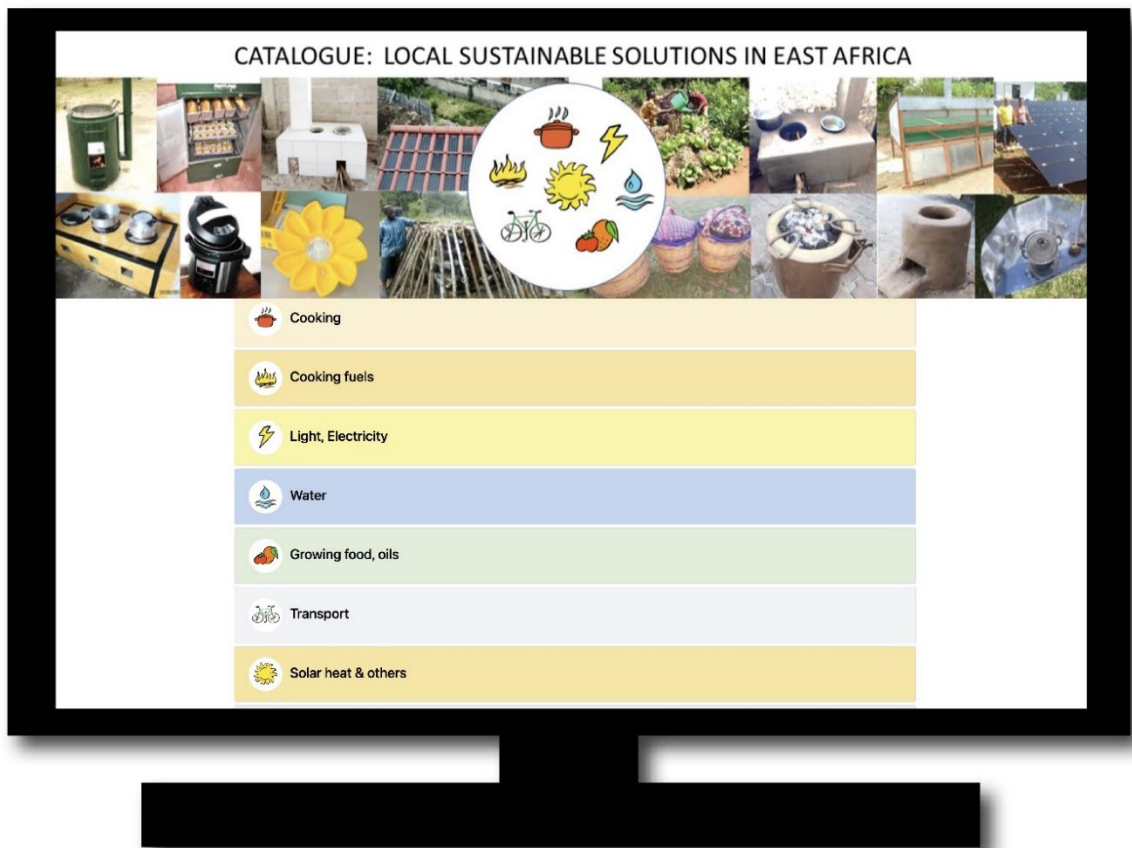 CATALOGUE: LOCAL SUSTAINABLE SOLUTIONS IN EAST AFRICA
Cooking
Cooking fuels
Light, Electricity
Water
Growing food, oils
Transport
Solar heat & others